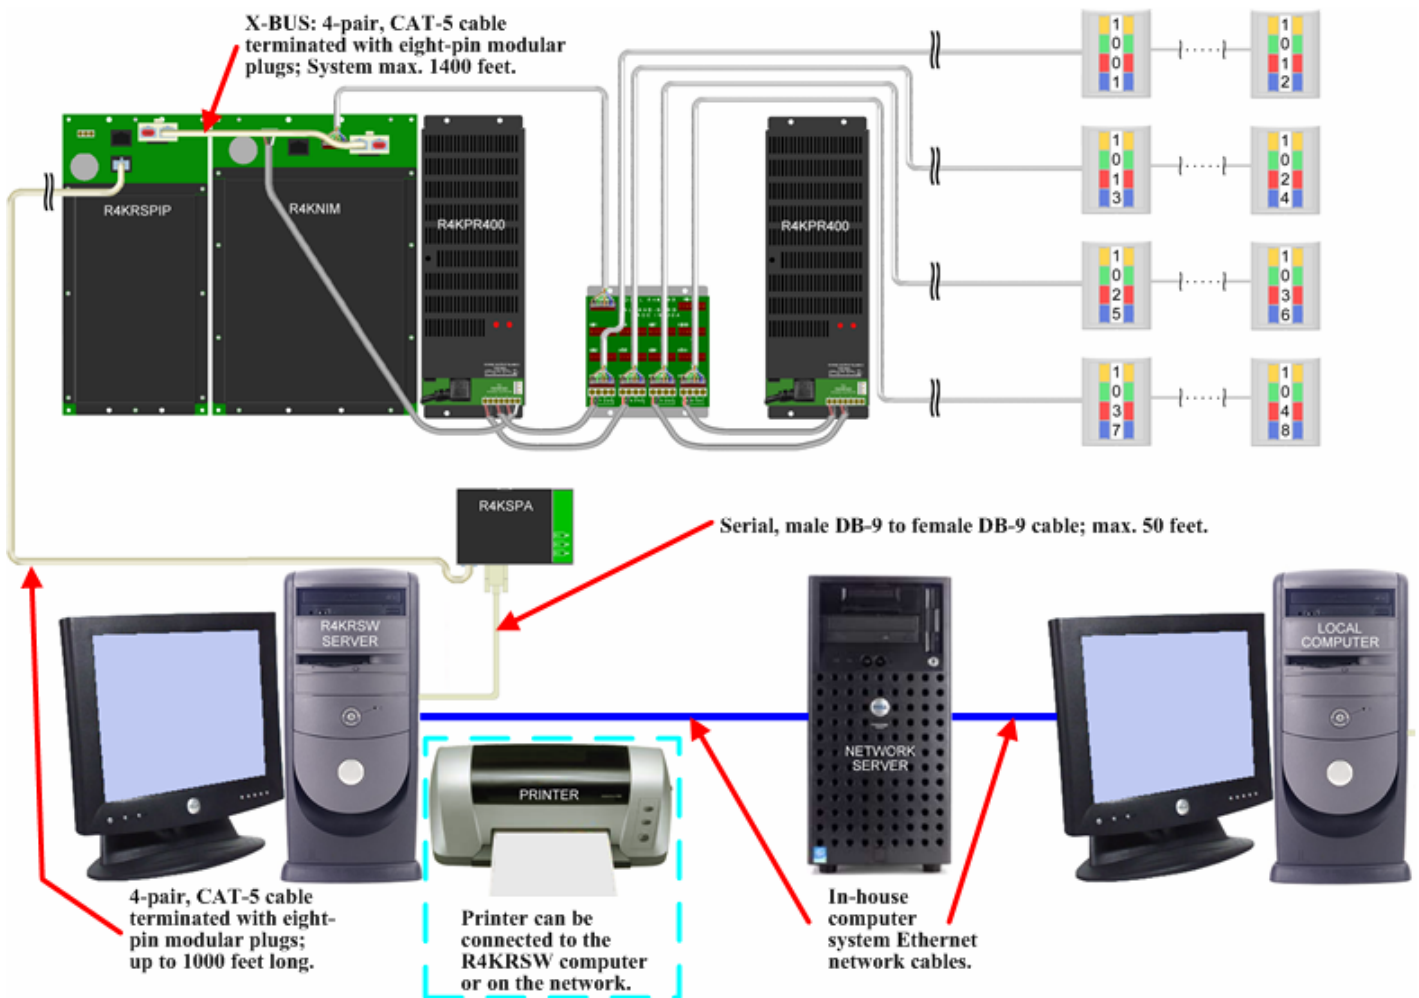 X-BUS: 4-pair, CAT-5 cable
terminated with eight-pin modular
plugs; System max. 1400 feet.
R4KRSPIP
R4KNIM
R4KPR400
R4KPR400
1
0
0
1
1
0
1
2
1
0
1
3
1
0
2
4
1
0
2
5
1
0
3
6
1
0
3
7
1
0
4
8
R4KSPA
Serial, male DB-9 to female DB-9 cable; max. 50 feet.
R4KRSW
SERVER
LOCAL
COMPUTER
NETWORK
SERVER
PRINTER
4-pair, CAT-5 cable
terminated with eight-
pin modular plugs;
up to 1000 feet long.
Printer can be
connected to the
R4KRSW computer
or on the network.
In-house
computer
system Ethernet
network cables.